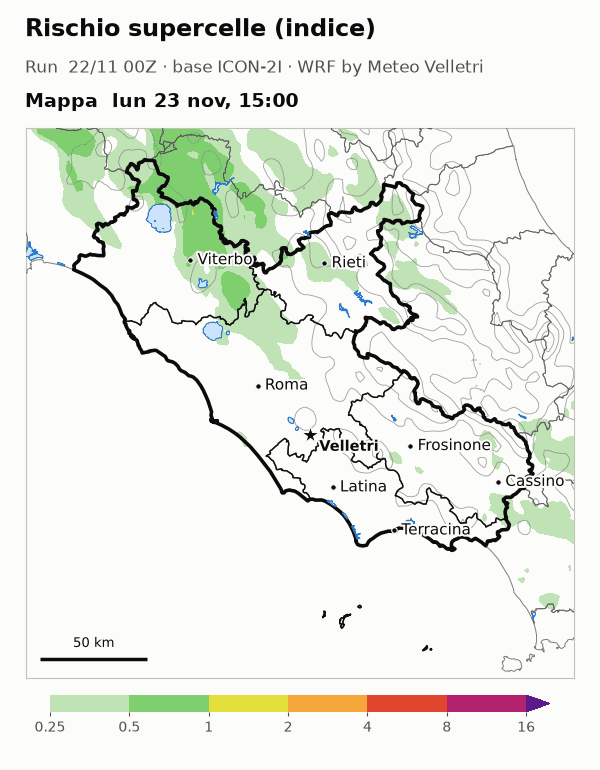 Rischio supercelle (indice)
Run 22/11 00Z · base ICON-2I · WRF by Meteo Velletri
Mappa lun 23 nov, 15:00
Viterbo
Rieti
Roma
Velletri
Frosinone
Latina
Cassino
Terracina
50 km
0.25 0.5 1 2 4 8 16